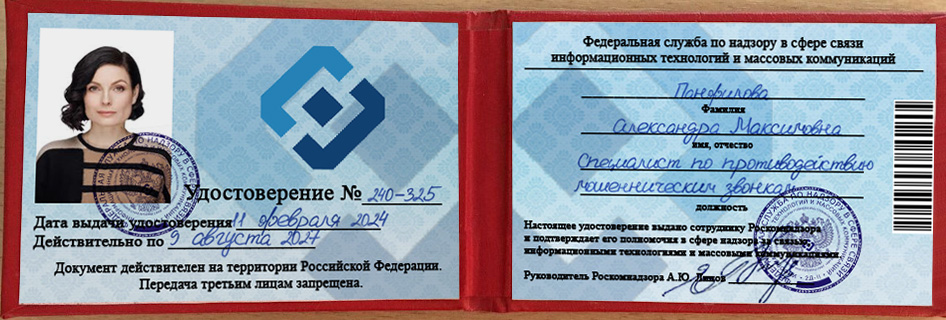 Удостоверение № 240-325
Дата выдачи удостоверения 11 февраля 2024
Действительно по 9 августа 2027
Документ действителен на территории Российской Федерации.
Передача третьим лицам запрещена.
Федеральная служба по надзору в сфере связи
информационных технологий и массовых коммуникаций
Панфилова
Фамилия
Александра Максимовна
имя, отчество
Специалист по противодействию
мошенническим звонкам
должность
Настоящее удостоверение выдано сотруднику Роскомнадзора
и подтверждает его полномочия в сфере надзора за связью,
информационными технологиями и массовыми коммуникациями
Руководитель Роскомнадзора А.Ю. Липов